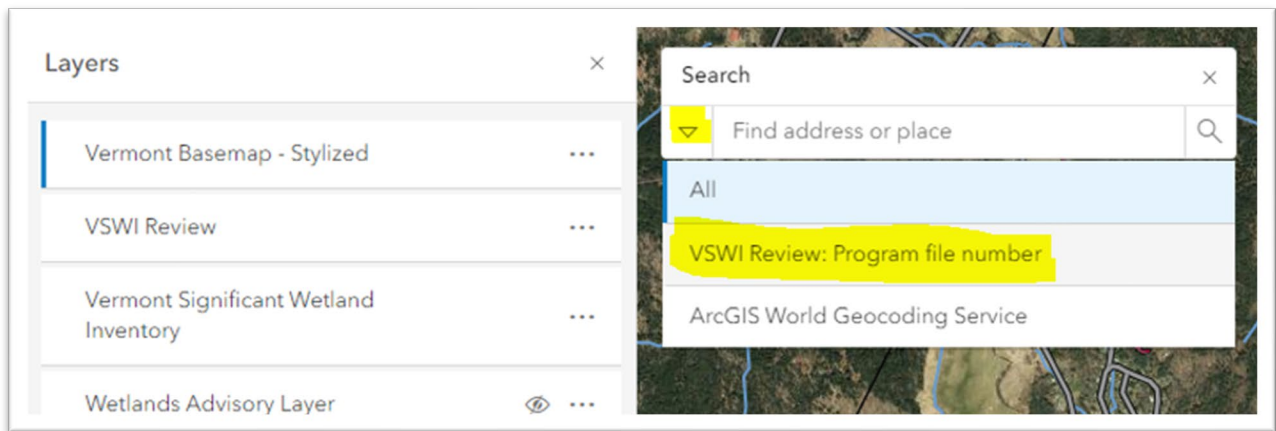 Layers
Vermont Basemap - Stylized
VSWI Review
Vermont Significant Wetland
Inventory
Wetlands Advisory Layer
Search
Find address or place
All
VSWI Review: Program file number
ArcGIS World Geocoding Service